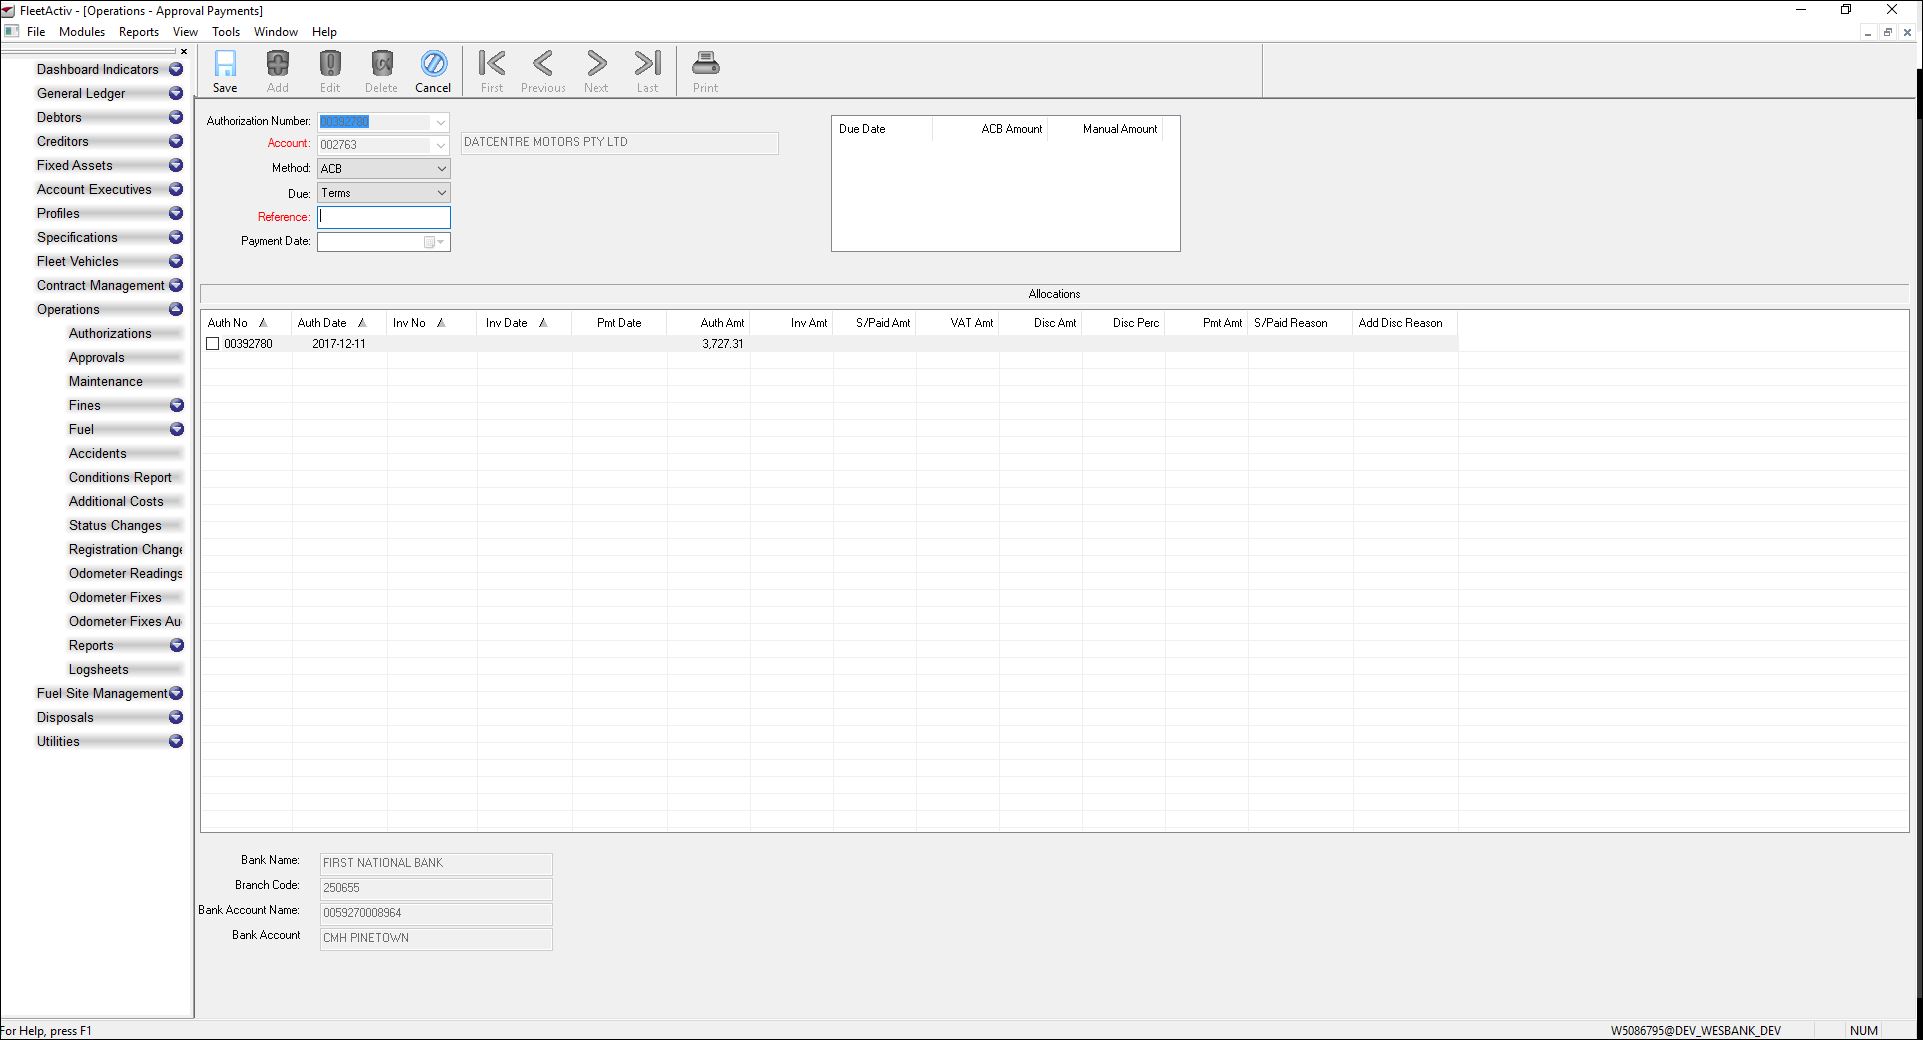 FleetActiv - [Operations - Approval Payments]
File Modules Reports View Tools Window Help
Save Add Edit Delete Cancel First Previous Next Last Print
Dashboard Indicators
General Ledger
Debtors
Creditors
Fixed Assets
Account Executives
Profiles
Specifications
Fleet Vehicles
Contract Management
Operations
Authorizations
Approvals
Maintenance
Fines
Fuel
Accidents
Conditions Report
Additional Costs
Status Changes
Registration Change
Odometer Readings
Odometer Fixes
Odometer Fixes Au
Reports
Logsheets
Fuel Site Management
Disposals
Utilities
Authorization Number: 00392780
Account: 002763 DATCENTRE MOTORS PTY LTD
Method: ACB
Due: Terms
Reference:
Payment Date:
Due Date ACB Amount Manual Amount
Allocations
Auth No Auth Date Inv No Inv Date Pmt Date Auth Amt Inv Amt S/Paid Amt VAT Amt Disc Amt Disc Perc Pmt Amt S/Paid Reason Add Disc Reason
00392780 2017-12-11 3,727.31
Bank Name: FIRST NATIONAL BANK
Branch Code: 250655
Bank Account Name: 0059270008964
Bank Account CMH PINETOWN
For Help, press F1
W5086795@DEV_WESBANK_DEV NUM